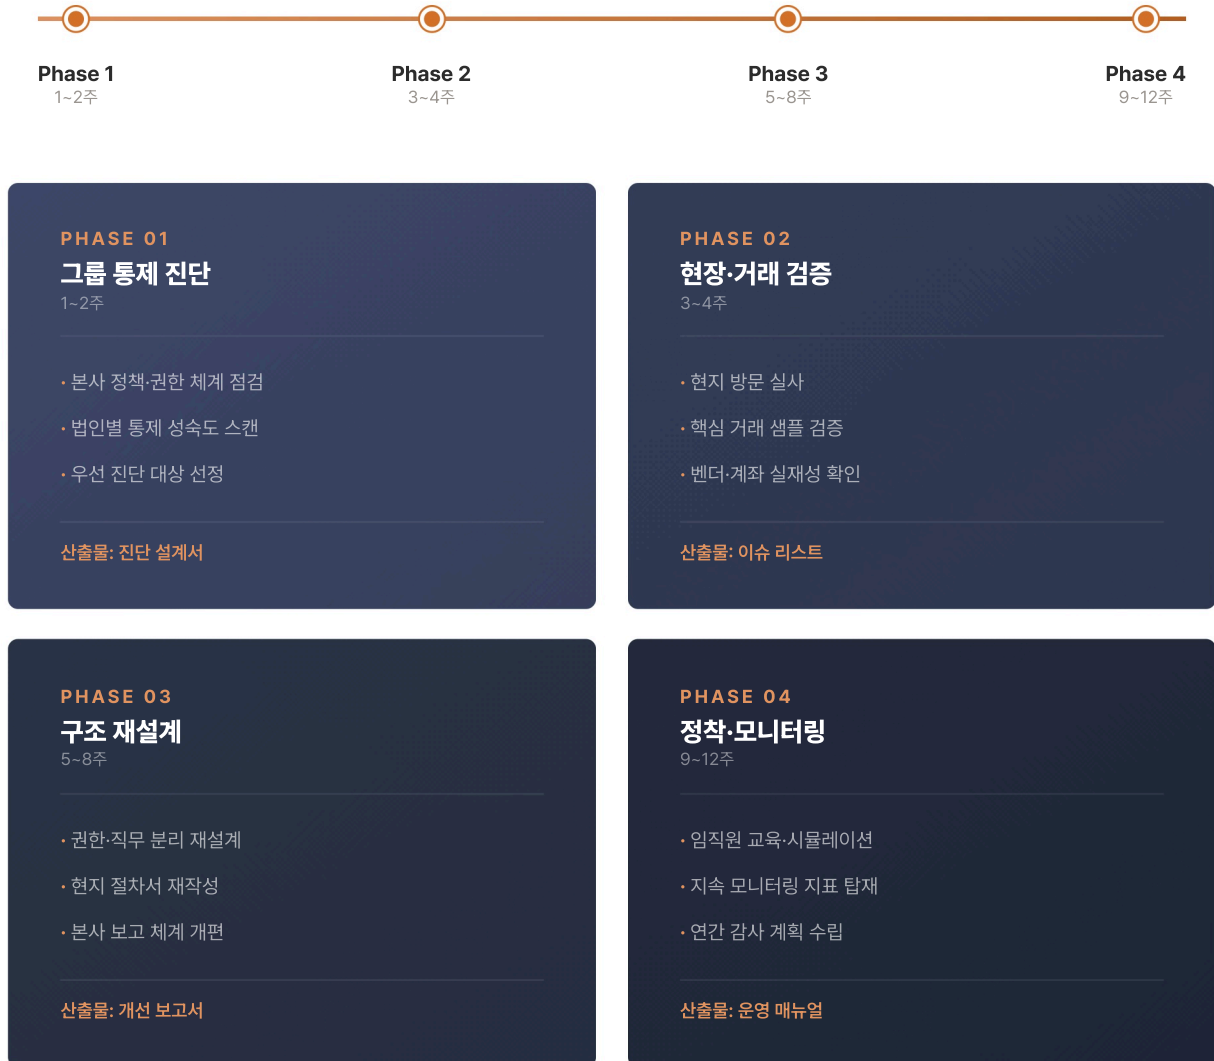 Phase 1
1~2주
Phase 2
3~4주
Phase 3
5~8주
Phase 4
9~12주
PHASE 01
그룹 통제 진단
1~2주
· 본사 정책·권한 체계 점검
· 법인별 통제 성숙도 스캔
· 우선 진단 대상 선정
산출물: 진단 설계서
PHASE 02
현장·거래 검증
3~4주
· 현지 방문 실사
· 핵심 거래 샘플 검증
· 벤더·계좌 실재성 확인
산출물: 이슈 리스트
PHASE 03
구조 재설계
5~8주
· 권한·직무 분리 재설계
· 현지 절차서 재작성
· 본사 보고 체계 개편
산출물: 개선 보고서
PHASE 04
정착·모니터링
9~12주
· 임직원 교육·시뮬레이션
· 지속 모니터링 지표 탑재
· 연간 감사 계획 수립
산출물: 운영 매뉴얼